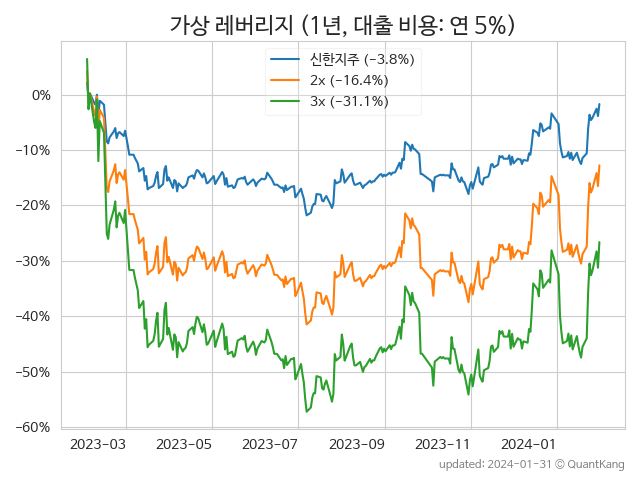 가상 레버리지 (1년, 대출 비용: 연 5%)
신한지주 (−3.8%)
2x (−16.4%)
3x (−31.1%)
0%
−10%
−20%
−30%
−40%
−50%
−60%
2023-03
2023-05
2023-07
2023-09
2023-11
2024-01
updated: 2024-01-31 © QuantKang